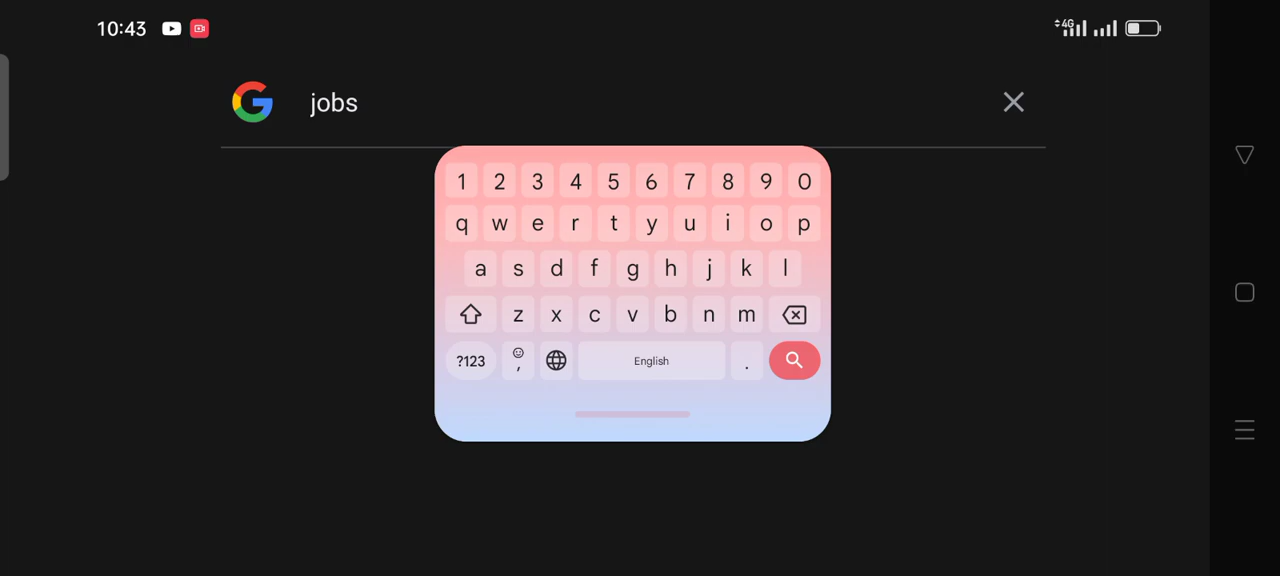 10:43
4G
jobs
1 2 3 4 5 6 7 8 9 0
q w e r t y u i o p
a s d f g h j k l
z x c v b n m
?123 , English .